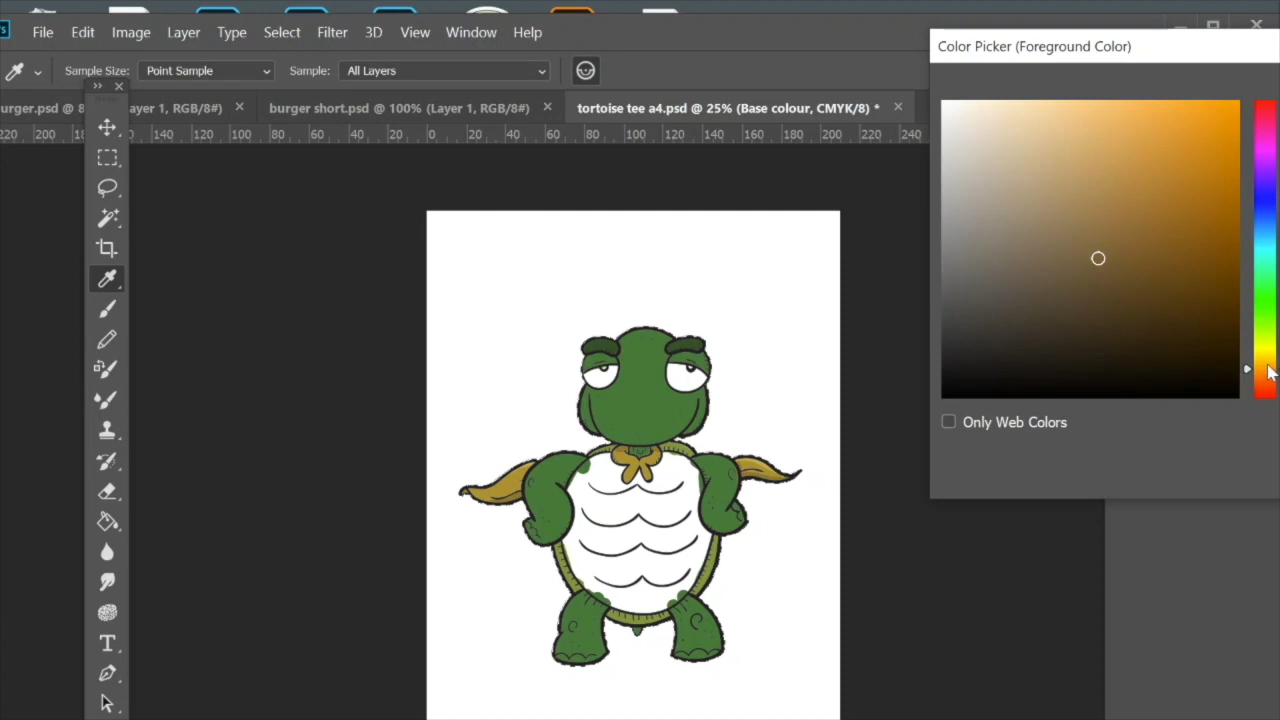 File Edit Image Layer Type Select Filter 3D View Window Help
Color Picker (Foreground Color)
Sample Size: Point Sample Sample: All Layers
urger.psd @ 8 ayer 1, RGB/8#) burger short.psd @ 100% (Layer 1, RGB/8#) tortoise tee a4.psd @ 25% (Base colour, CMYK/8) *
220 200 18 140 120 100 80 60 40 20 0 20 40 60 80 100 120 140 160 180 200 220 240
Only Web Colors